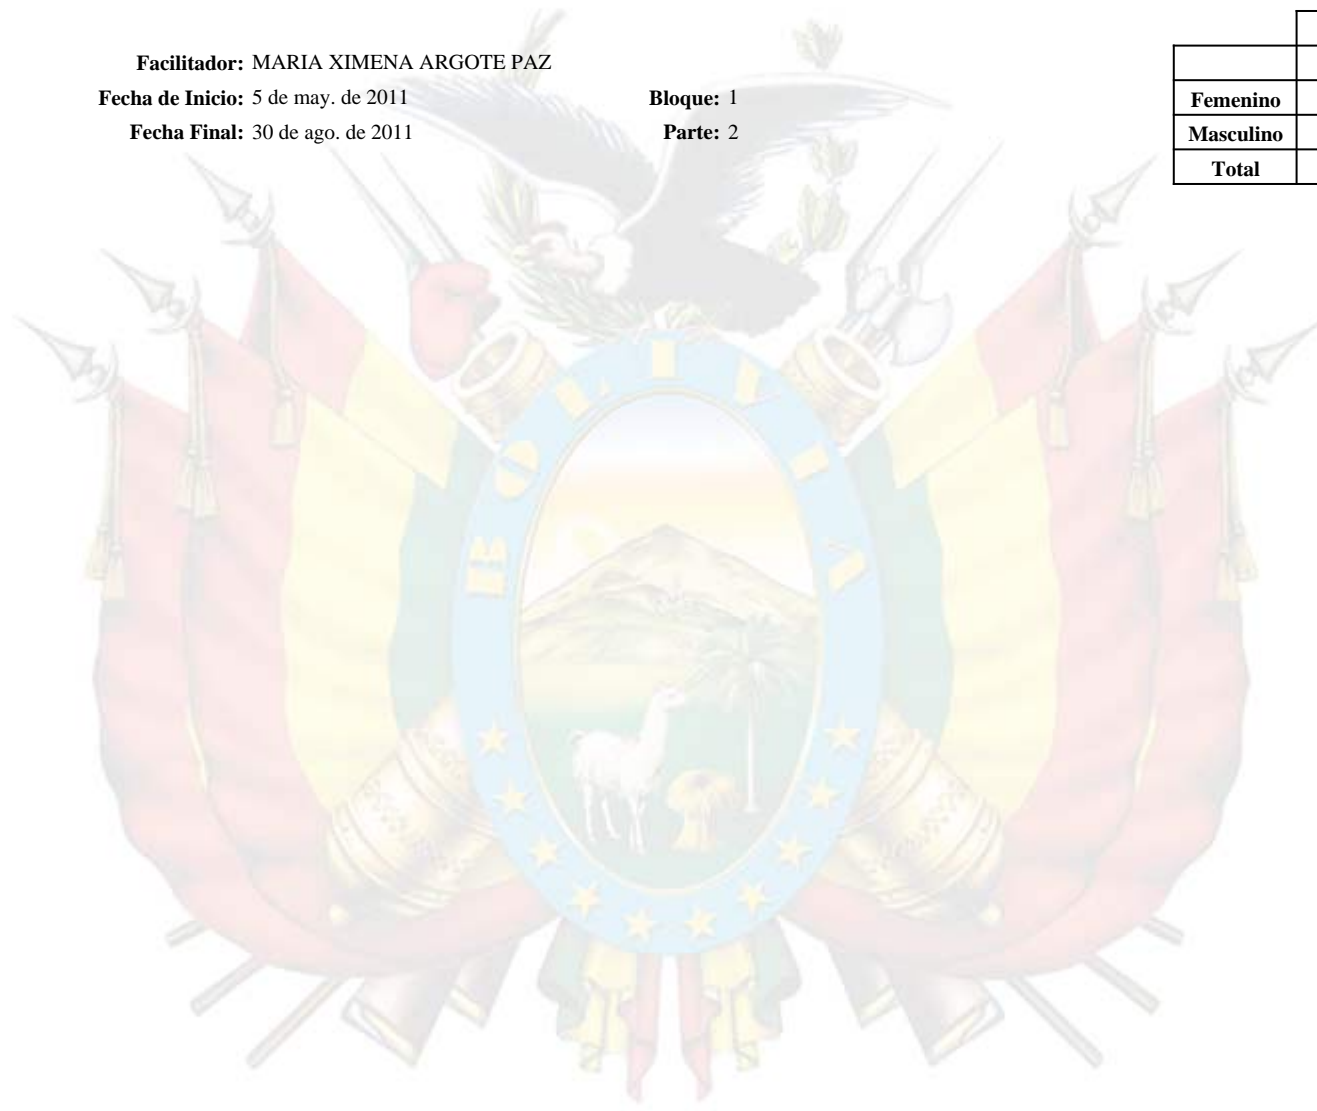 Facilitador: MARIA XIMENA ARGOTE PAZ
Fecha de Inicio: 5 de may. de 2011 Bloque: 1
Fecha Final: 30 de ago. de 2011 Parte: 2
Femenino
Masculino
Total
BOLIVIA